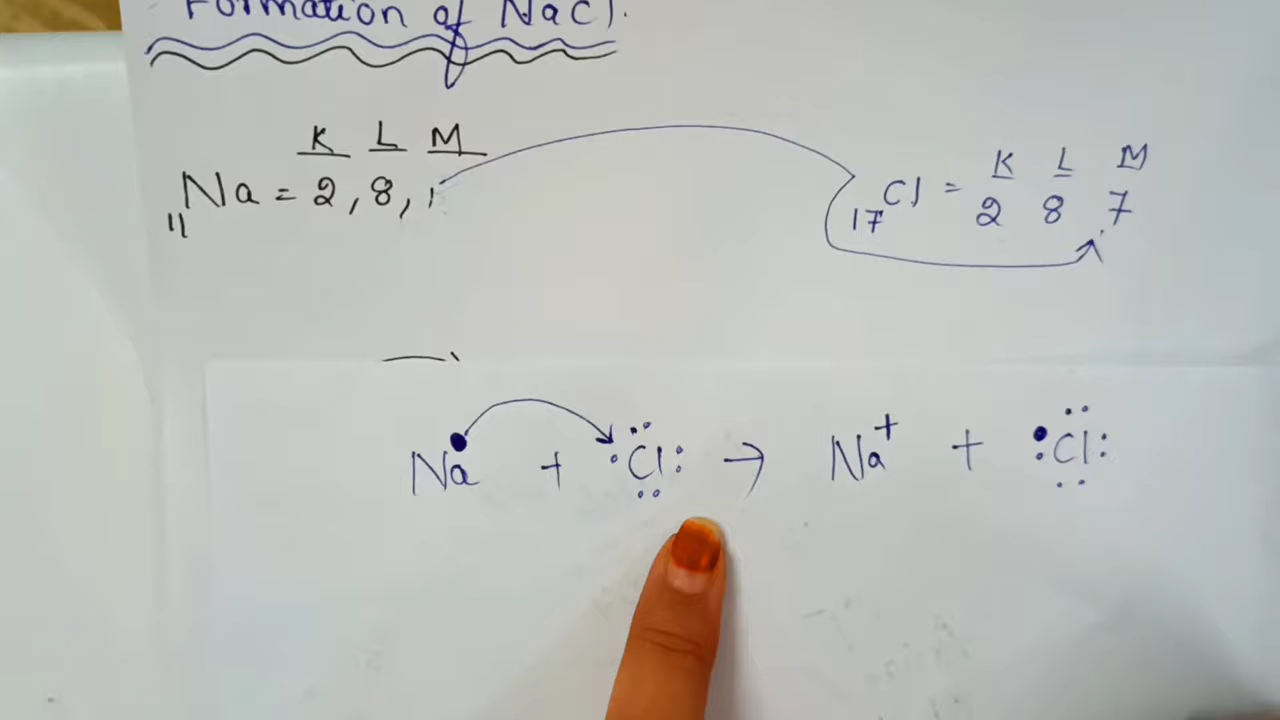 Formation of NaCl.
K L M
₁₁Na = 2, 8, 1
K L M
₁₇Cl = 2 8 7
Na + Cl → Na⁺ + Cl